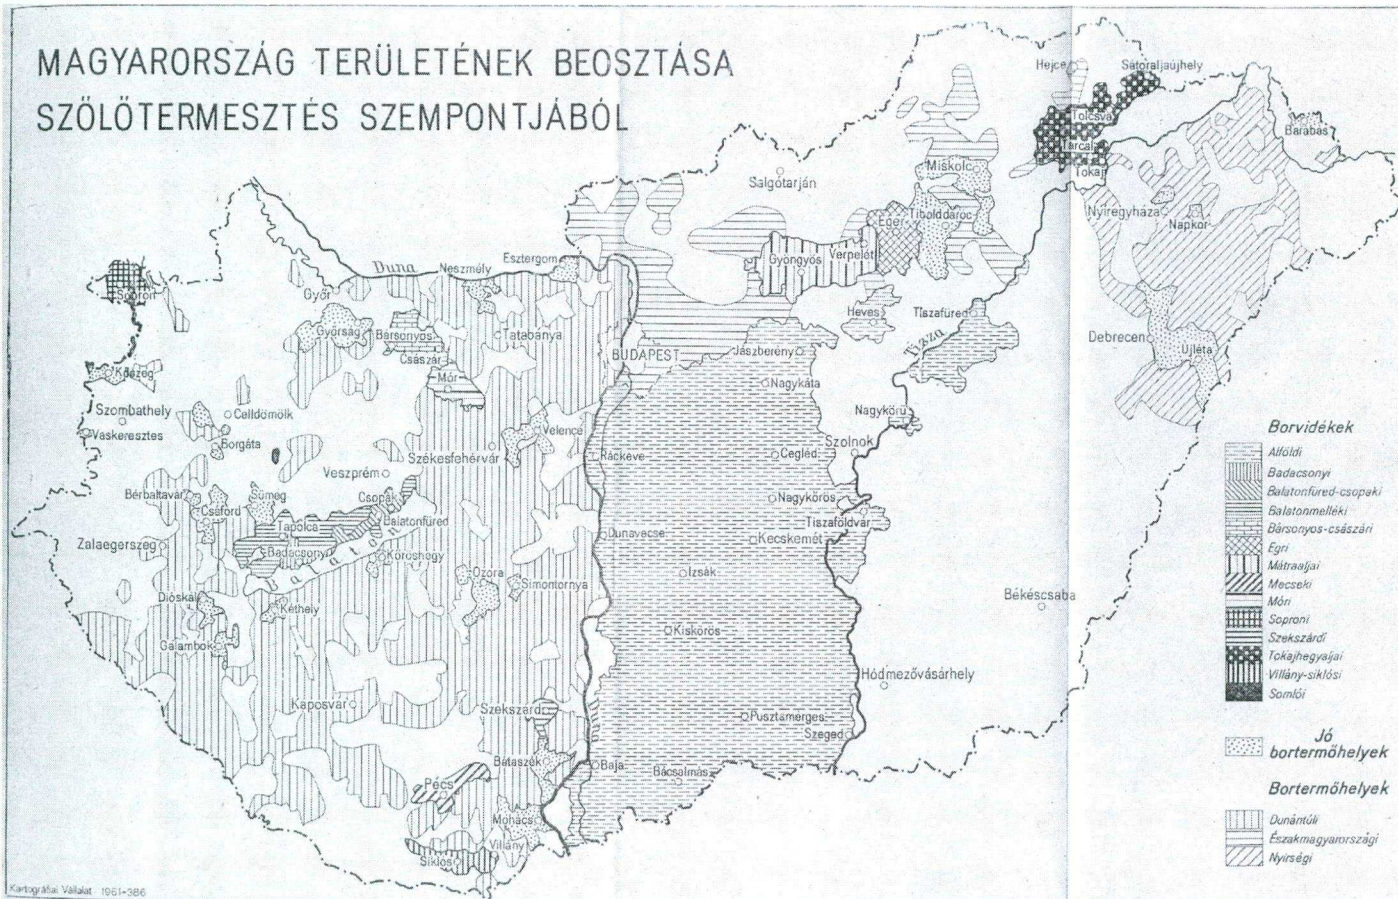 MAGYARORSZÁG TERÜLETÉNEK BEOSZTÁSA
SZŐLŐTERMESZTÉS SZEMPONTJÁBÓL
Hejce
Sátoraljaújhely
Tolcsva
Tarcal
Tokaj
Barabás
Miskolc
Salgótarján
Nyíregyháza
Napkor
Eger
Tibolddaróc
Verpelét
Gyöngyös
Duna
Neszmély
Esztergom
Sopron
Győr
Heves
Tiszafüred
Tisza
Győrság
Bársonyos
Tatabánya
Császár
BUDAPEST
Jászberény
Debrecen
Újléta
Kőszeg
Mór
Nagykáta
Szombathely
Celldömölk
Nagykörü
Vaskeresztes
Borgáta
Velence
Székesfehérvár
Ráckeve
Cegléd
Szolnok
Veszprém
Bérbaltavár
Sümeg
Csopak
Nagykőrös
Csáford
Tapolca
Balatonfüred
Tiszaföldvár
Zalaegerszeg
Badacsony
Balaton
Kőröshegy
Dunavecse
Kecskemét
Ozora
Simontornya
Izsák
Dióskál
Kéthely
Békéscsaba
Galambok
Kiskőrös
Hódmezővásárhely
Kaposvár
Szekszárd
Pusztamérges
Szeged
Bátaszék
Baja
Bácsalmás
Pécs
Mohács
Villány
Siklós
Borvidékek
Alföldi
Badacsonyi
Balatonfüred-csopaki
Balatonmelléki
Bársonyos-császári
Egri
Mátraaljai
Mecseki
Móri
Soproni
Szekszárdi
Tokajhegyaljai
Villány-siklósi
Somlói
Jó
bortermőhelyek
Bortermőhelyek
Dunántúli
Északmagyarországi
Nyírségi
Kartográfiai Vállalat 1961-386